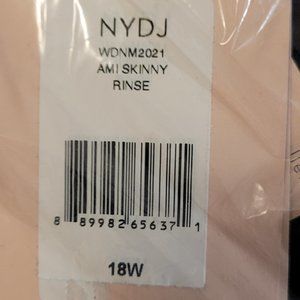 NYDJ
WDNM2021
AMI SKINNY
RINSE
8 89982 65637 1
18W